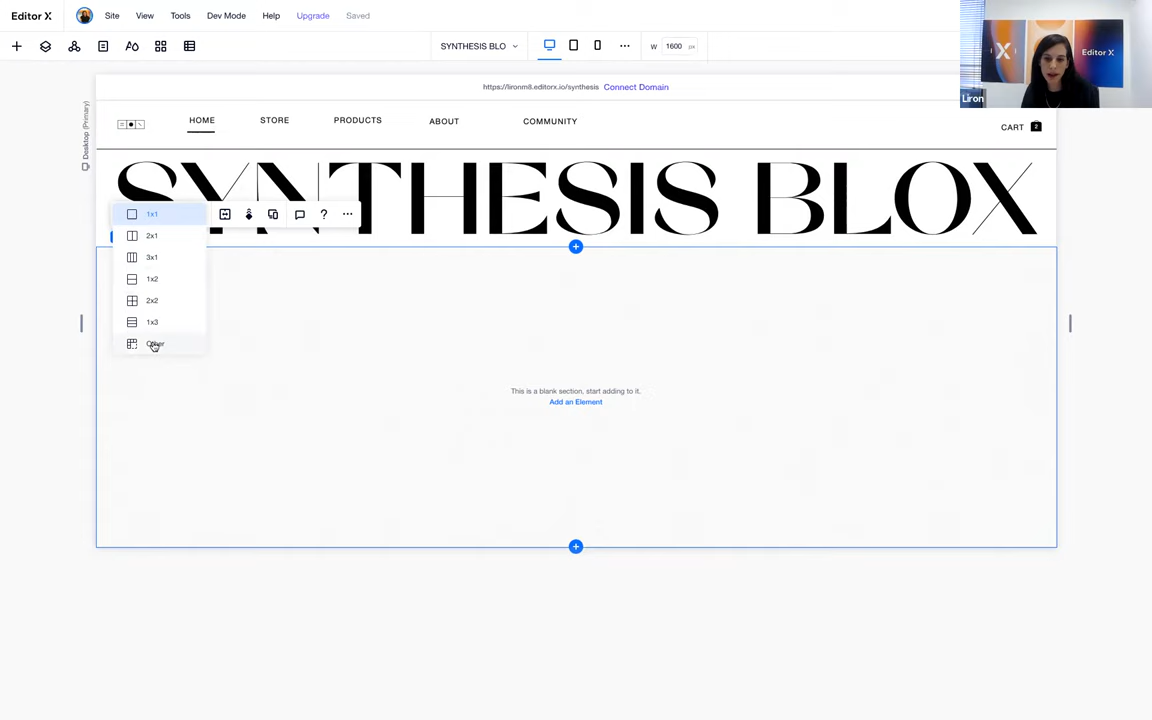 Editor X Site View Tools Dev Mode Help Upgrade Saved
SYNTHESIS BLO W 1600 px
Editor X
Liron
https://lironm8.editorx.io/synthesis Connect Domain
Desktop (Primary)
HOME STORE PRODUCTS ABOUT COMMUNITY CART 2
SYNTHESIS BLOX
1x1
2x1
3x1
1x2
2x2
1x3
Other
This is a blank section, start adding to it.
Add an Element